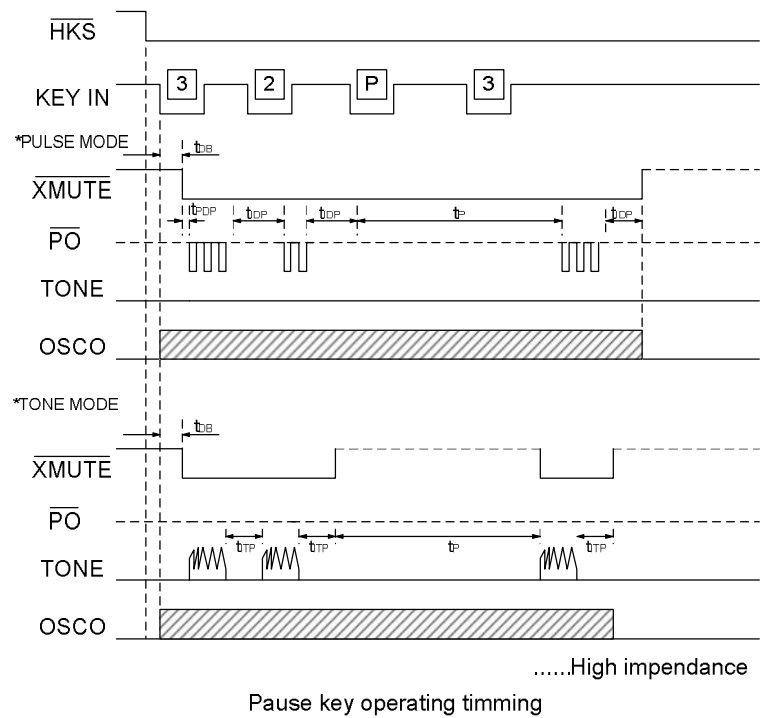 HKS
KEY IN 3 2 P 3
*PULSE MODE
tDB
XMUTE
tPDP tIDP tIDP tP tIDP
PO
TONE
OSCO
*TONE MODE
tDB
XMUTE
PO
tITP tITP tP tITP
TONE
OSCO
......High impendance
Pause key operating timming